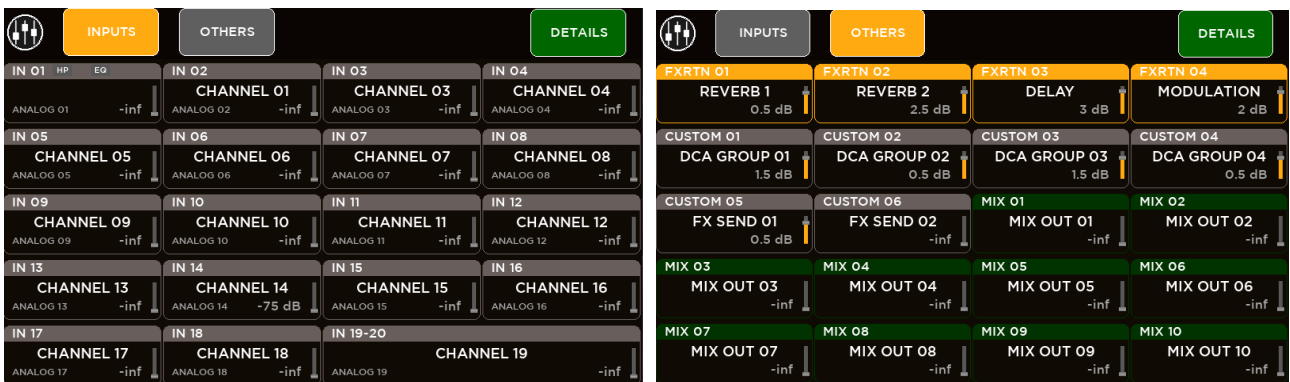 INPUTS OTHERS DETAILS
IN 01 HP EQ IN 02 IN 03 IN 04
CHANNEL 01 CHANNEL 03 CHANNEL 04
ANALOG 01 -inf ANALOG 02 -inf ANALOG 03 -inf ANALOG 04 -inf
IN 05 IN 06 IN 07 IN 08
CHANNEL 05 CHANNEL 06 CHANNEL 07 CHANNEL 08
ANALOG 05 -inf ANALOG 06 -inf ANALOG 07 -inf ANALOG 08 -inf
IN 09 IN 10 IN 11 IN 12
CHANNEL 09 CHANNEL 10 CHANNEL 11 CHANNEL 12
ANALOG 09 -inf ANALOG 10 -inf ANALOG 11 -inf ANALOG 12 -inf
IN 13 IN 14 IN 15 IN 16
CHANNEL 13 CHANNEL 14 CHANNEL 15 CHANNEL 16
ANALOG 13 -inf ANALOG 14 -75 dB ANALOG 15 -inf ANALOG 16 -inf
IN 17 IN 18 IN 19-20
CHANNEL 17 CHANNEL 18 CHANNEL 19
ANALOG 17 -inf ANALOG 18 -inf ANALOG 19 -inf
INPUTS OTHERS DETAILS
FXRTN 01 FXRTN 02 FXRTN 03 FXRTN 04
REVERB 1 REVERB 2 DELAY MODULATION
0.5 dB 2.5 dB 3 dB 2 dB
CUSTOM 01 CUSTOM 02 CUSTOM 03 CUSTOM 04
DCA GROUP 01 DCA GROUP 02 DCA GROUP 03 DCA GROUP 04
1.5 dB 0.5 dB 1.5 dB 0.5 dB
CUSTOM 05 CUSTOM 06 MIX 01 MIX 02
FX SEND 01 FX SEND 02 MIX OUT 01 MIX OUT 02
0.5 dB -inf -inf -inf
MIX 03 MIX 04 MIX 05 MIX 06
MIX OUT 03 MIX OUT 04 MIX OUT 05 MIX OUT 06
-inf -inf -inf -inf
MIX 07 MIX 08 MIX 09 MIX 10
MIX OUT 07 MIX OUT 08 MIX OUT 09 MIX OUT 10
-inf -inf -inf -inf